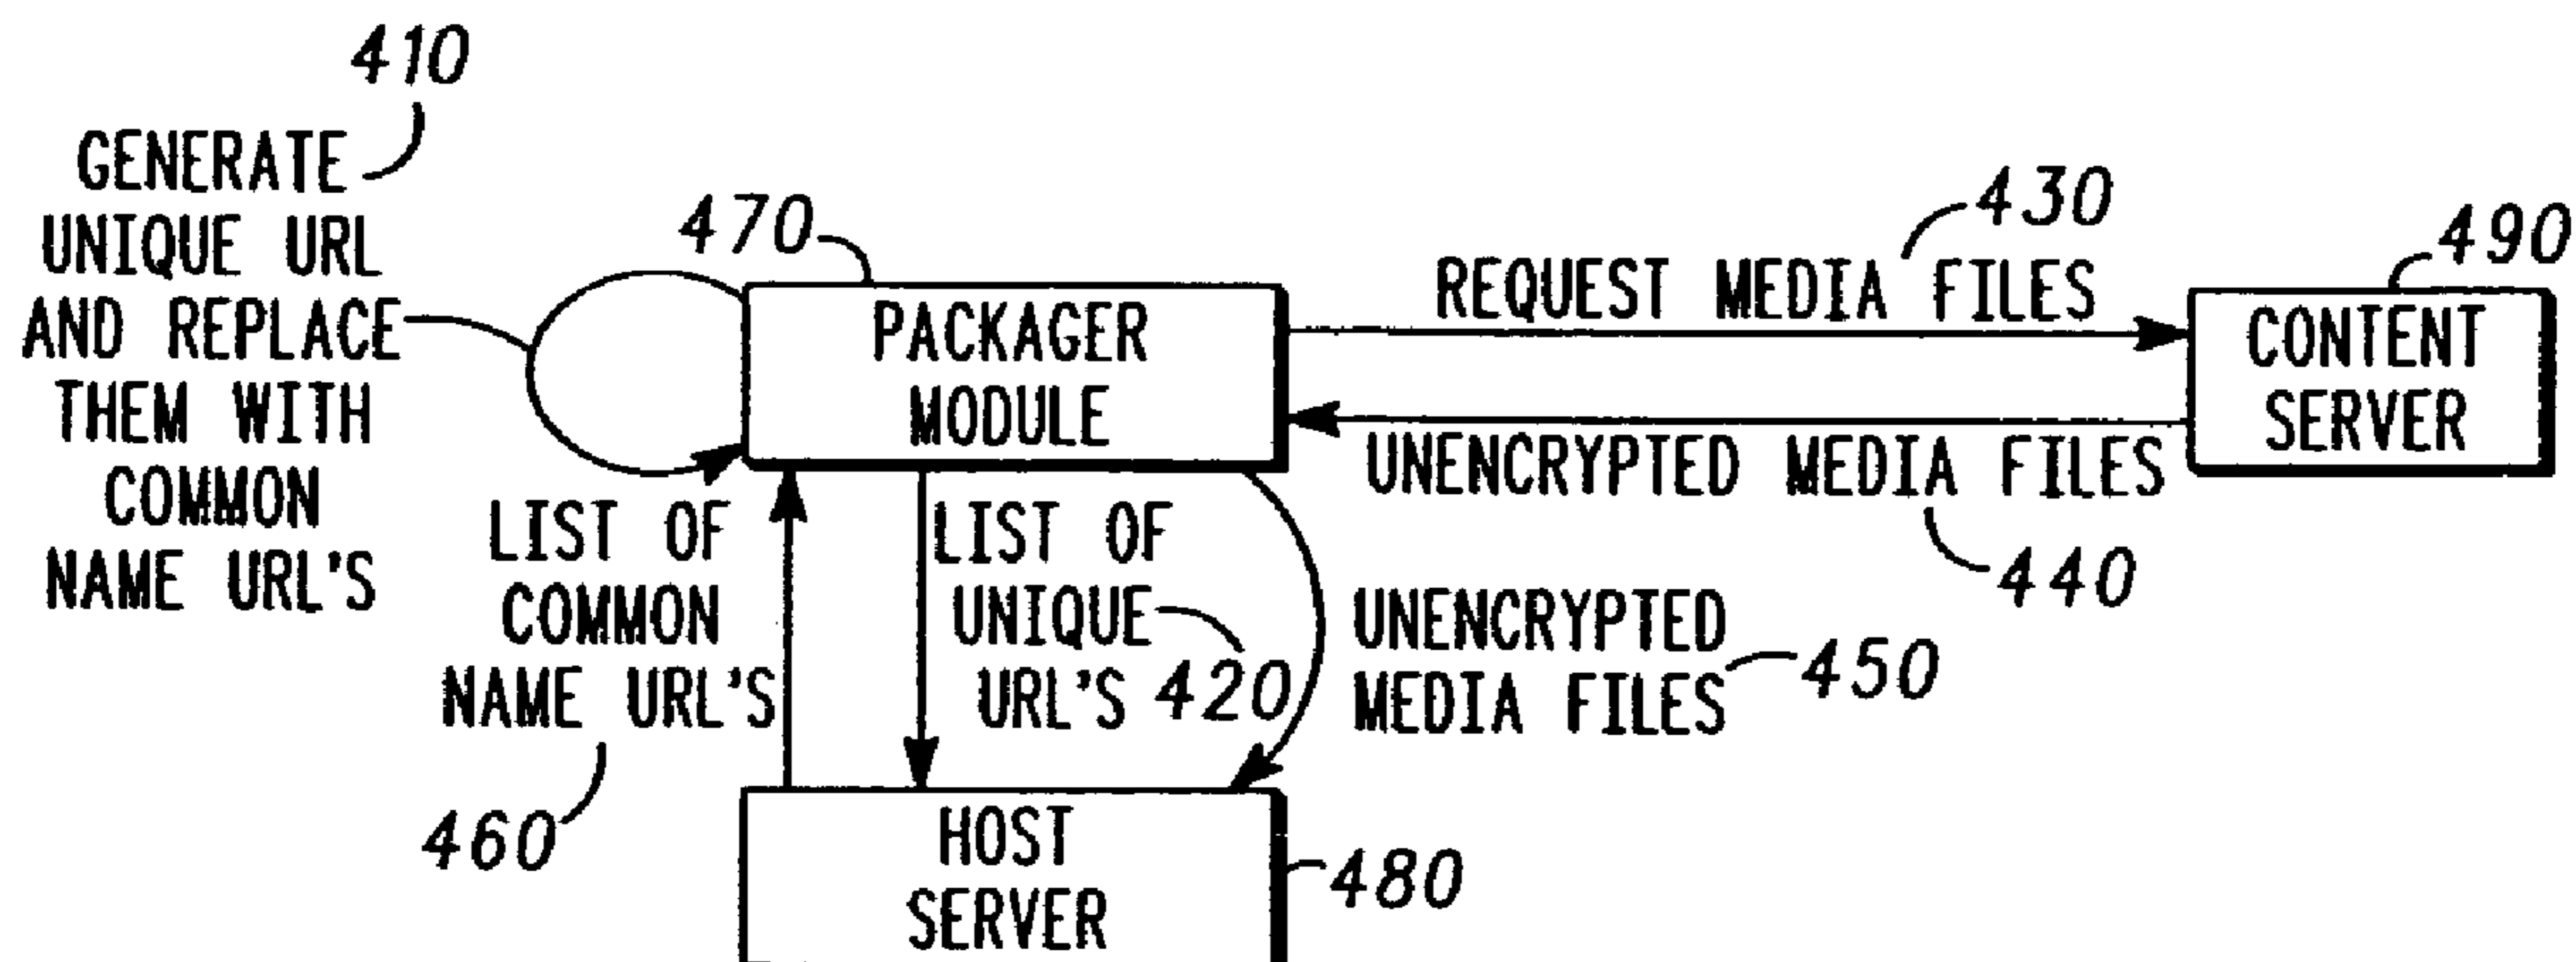 410
GENERATE
UNIQUE URL
AND REPLACE
THEM WITH
COMMON
NAME URL'S
470
PACKAGER
MODULE
430
REQUEST MEDIA FILES
UNENCRYPTED MEDIA FILES
440
490
CONTENT
SERVER
LIST OF
COMMON
NAME URL'S
460
LIST OF
UNIQUE
URL'S 420
UNENCRYPTED
MEDIA FILES 450
HOST
SERVER
480